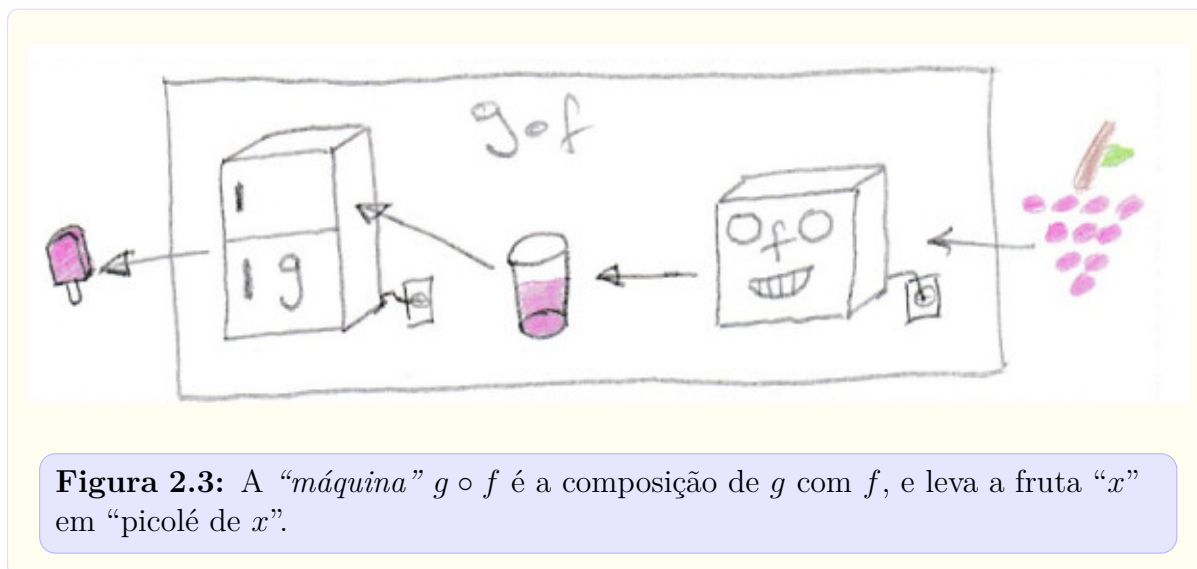 g∘f
g
f
Figura 2.3: A “máquina” g ∘ f é a composição de g com f, e leva a fruta “x”
em “picolé de x”.